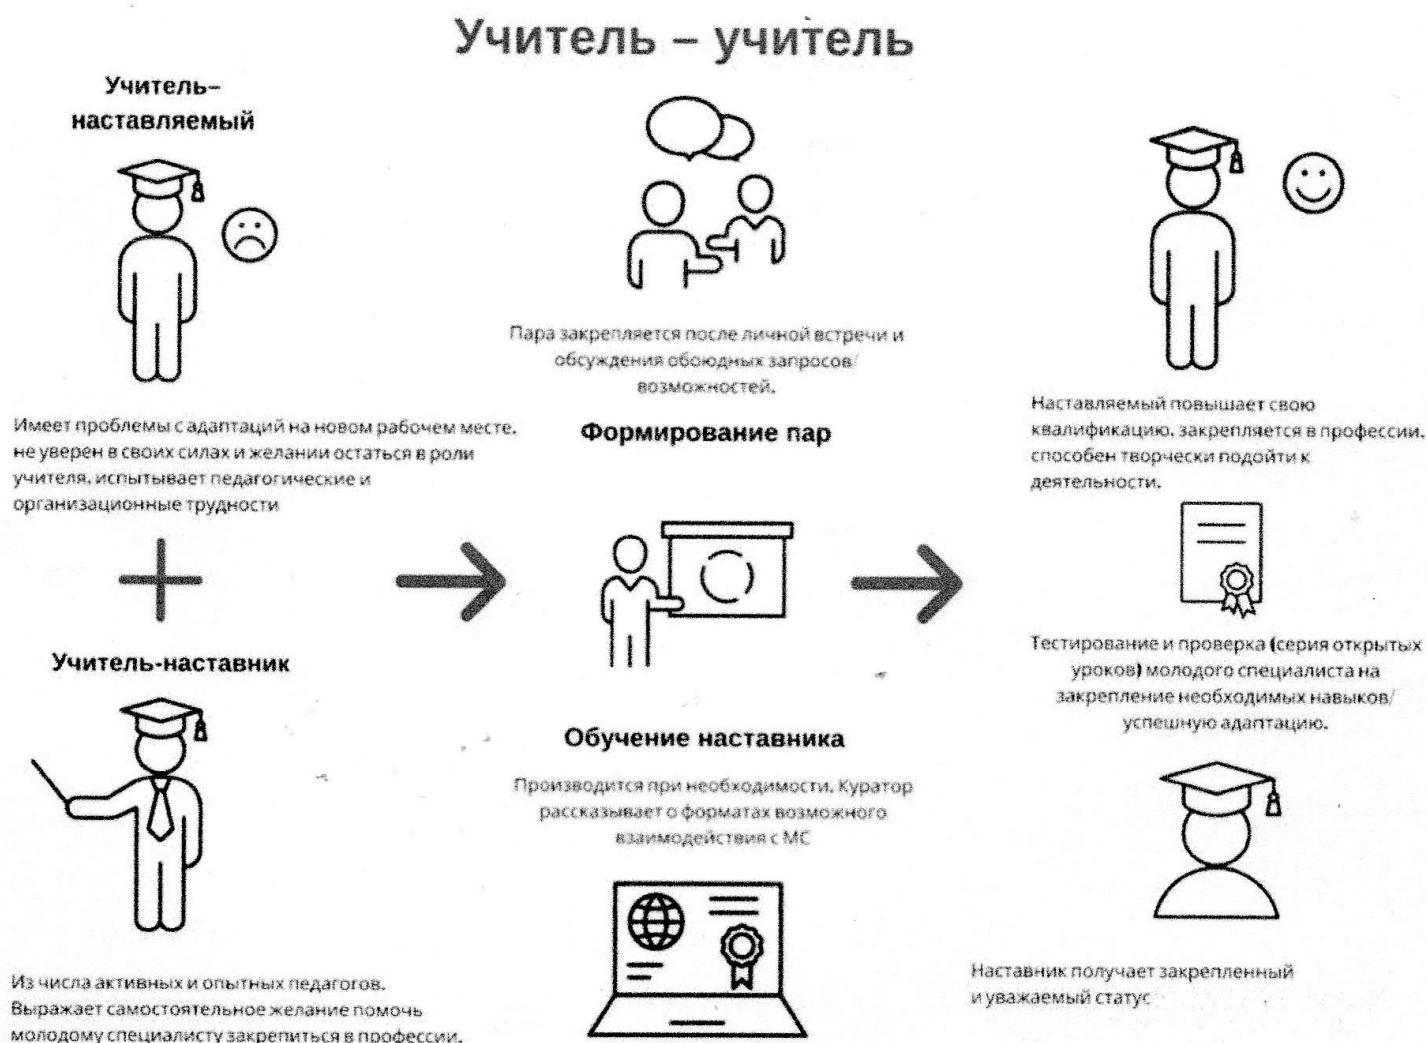 Учитель – учитель
Учитель–
наставляемый
Имеет проблемы с адаптаций на новом рабочем месте.
не уверен в своих силах и желании остаться в роли
учителя, испытывает педагогические и
организационные трудности
Учитель-наставник
Из числа активных и опытных педагогов.
Выражает самостоятельное желание помочь
молодому специалисту закрепиться в профессии.
Пара закрепляется после личной встречи и
обсуждения обоюдных запросов/
возможностей.
Формирование пар
Обучение наставника
Производится при необходимости. Куратор
рассказывает о форматах возможного
взаимодействия с МС
Наставляемый повышает свою
квалификацию, закрепляется в профессии,
способен творчески подойти к
деятельности.
Тестирование и проверка (серия открытых
уроков) молодого специалиста на
закрепление необходимых навыков/
успешную адаптацию.
Наставник получает закрепленный
и уважаемый статус